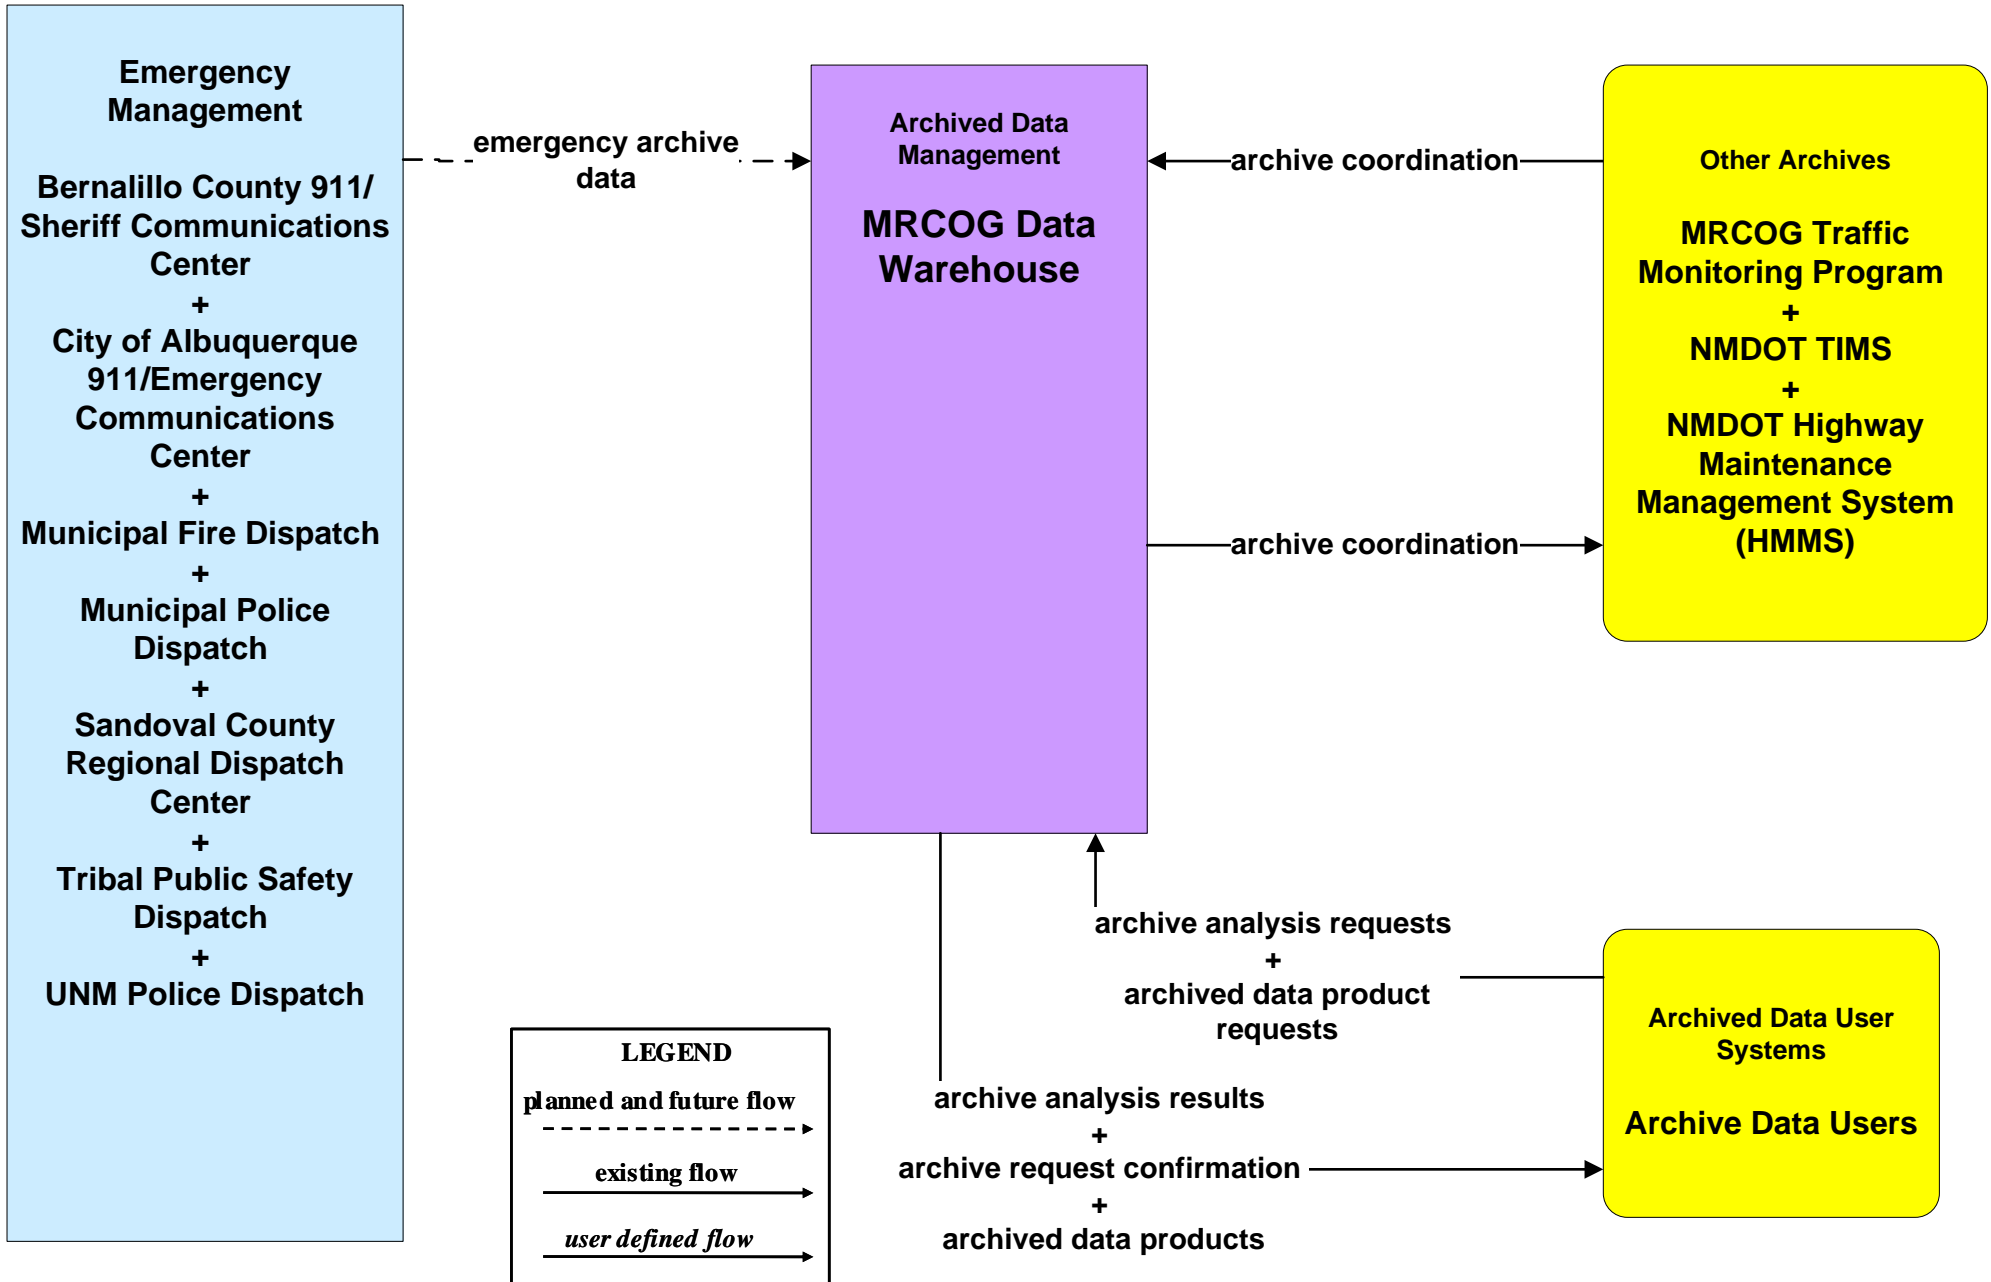 Emergency
Management
Bernalillo County 911/
Sheriff Communications
Center
+
City of Albuquerque
911/Emergency
Communications
Center
+
Municipal Fire Dispatch
+
Municipal Police
Dispatch
+
Sandoval County
Regional Dispatch
Center
+
Tribal Public Safety
Dispatch
+
UNM Police Dispatch
emergency archive
data
Archived Data
Management
MRCOG Data
Warehouse
archive coordination
archive coordination
Other Archives
MRCOG Traffic
Monitoring Program
+
NMDOT TIMS
+
NMDOT Highway
Maintenance
Management System
(HMMS)
archive analysis requests
+
archived data product
requests
Archived Data User
Systems
Archive Data Users
archive analysis results
+
archive request confirmation
+
archived data products
LEGEND
planned and future flow
existing flow
user defined flow